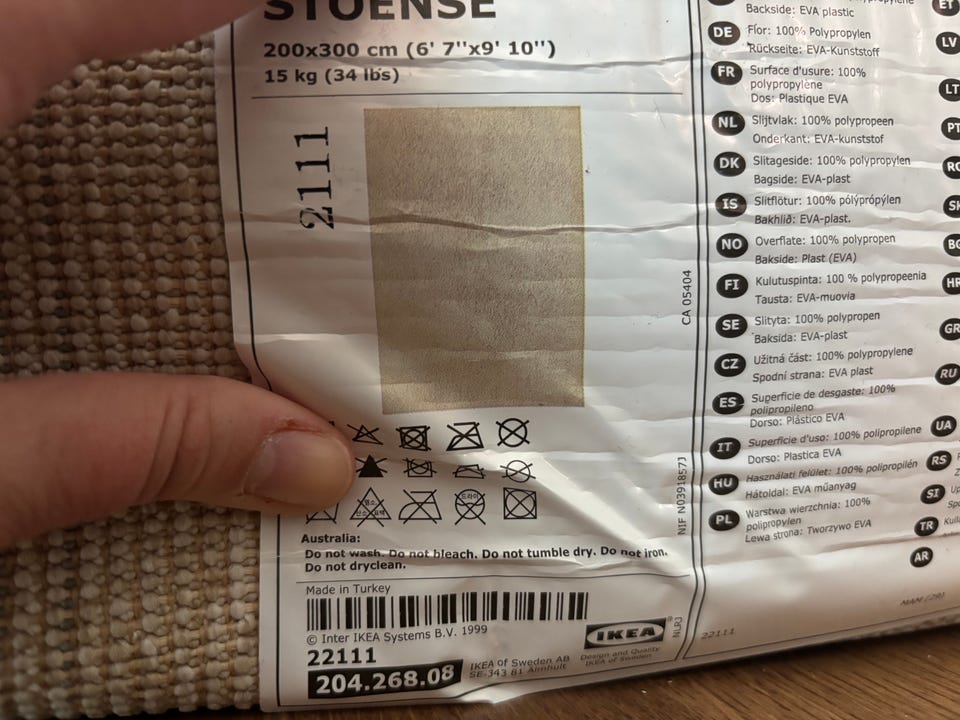 STOENSE
200x300 cm (6' 7''x9' 10'')
15 kg (34 lbs)
2111
CA 05404
NIF N0391857J
Australia:
Do not wash. Do not bleach. Do not tumble dry. Do not iron.
Do not dryclean.
Made in Turkey
© Inter IKEA Systems B.V. 1999
22111
204.268.08
IKEA of Sweden AB
SE-343 81 Älmhult
IKEA®
Design and Quality
IKEA of Sweden
NLR3
polypropylene
Backside: EVA plastic
DE Flor: 100% Polypropylen
Rückseite: EVA-Kunststoff
FR Surface d'usure: 100%
polypropylène
Dos: Plastique EVA
NL Slijtvlak: 100% polypropeen
Onderkant: EVA-kunststof
DK Slitageside: 100% polypropylen
Bagside: EVA-plast
IS Slitflötur: 100% pólýprópýlen
Bakhlið: EVA-plast.
NO Overflate: 100% polypropen
Bakside: Plast (EVA)
FI Kulutuspinta: 100 % polypropeenia
Tausta: EVA-muovia
SE Slityta: 100% polypropen
Baksida: EVA-plast
CZ Užitná část: 100% polypropylene
Spodní strana: EVA plast
ES Superficie de desgaste: 100%
polipropileno
Dorso: Plástico EVA
IT Superficie d'uso: 100% polipropilene
Dorso: Plastica EVA
HU Használati felület: 100% polipropilén
Hátoldal: EVA műanyag
PL Warstwa wierzchnia: 100%
polipropylen
Lewa strona: Tworzywo EVA
22111
ET
LV
LT
PT
RO
SK
BG
HR
GR
RU
UA
RS
SI
TR
AR